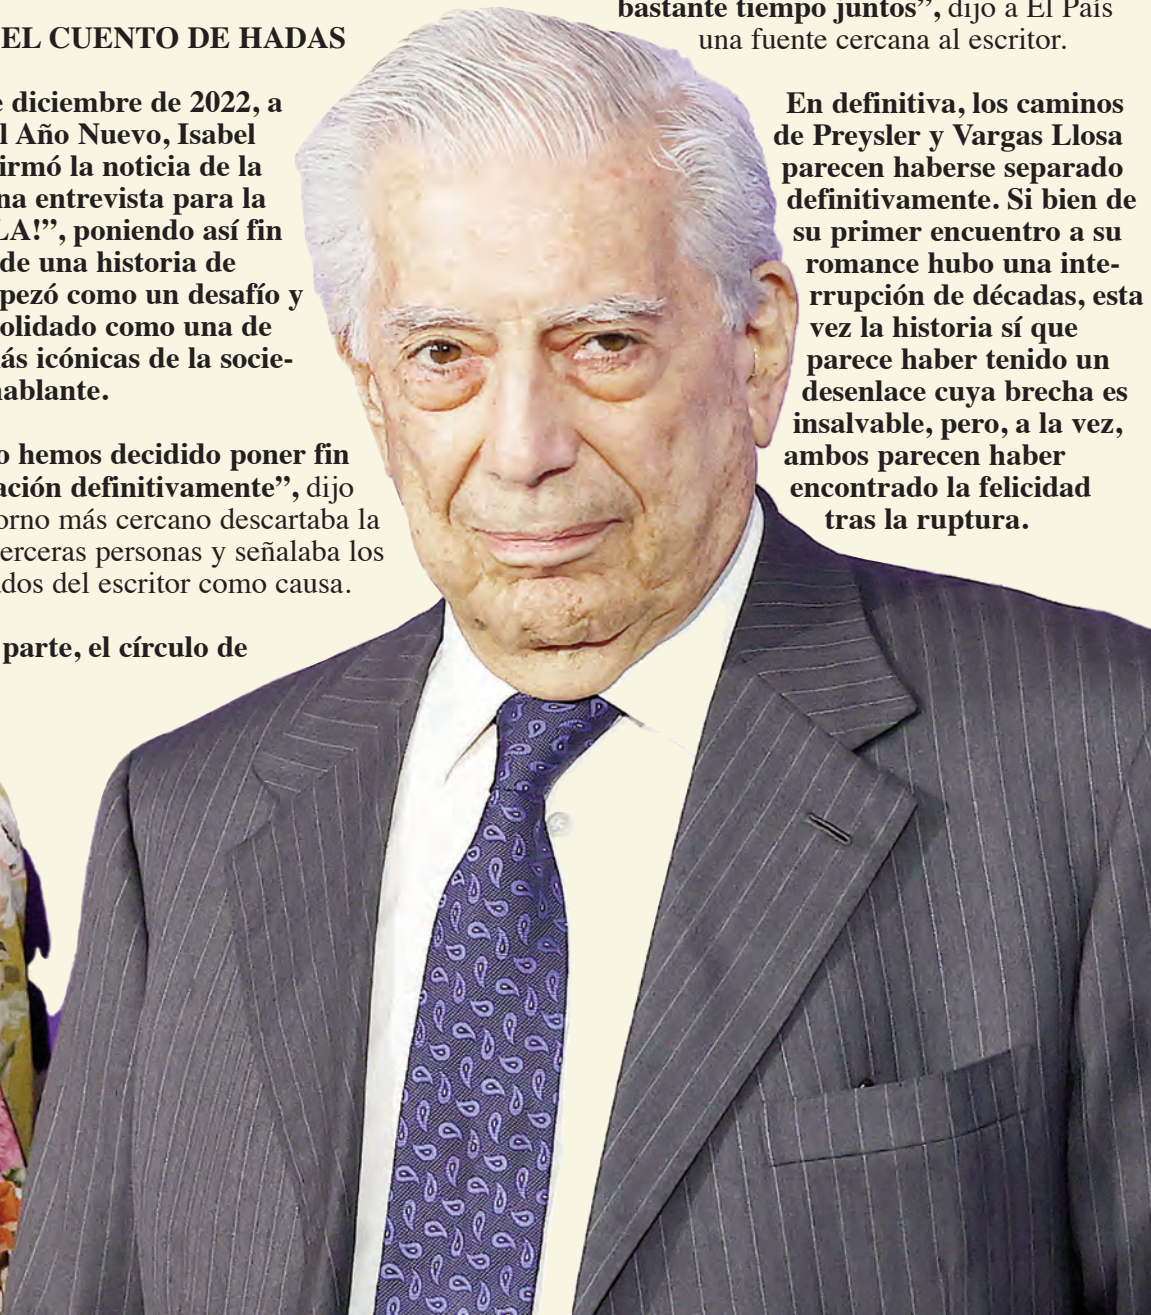 EL CUENTO DE HADAS
e diciembre de 2022, a
l Año Nuevo, Isabel
irmó la noticia de la
na entrevista para la
LA!”, poniendo así fin
de una historia de
pezó como un desafío y
olidado como una de
ás icónicas de la socie-
hablante.
o hemos decidido poner fin
ación definitivamente”, dijo
orno más cercano descartaba la
erceras personas y señalaba los
dos del escritor como causa.
parte, el círculo de
bastante tiempo juntos”, dijo a El País
una fuente cercana al escritor.
En definitiva, los caminos
de Preysler y Vargas Llosa
parecen haberse separado
definitivamente. Si bien de
su primer encuentro a su
romance hubo una inte-
rrupción de décadas, esta
vez la historia sí que
parece haber tenido un
desenlace cuya brecha es
insalvable, pero, a la vez,
ambos parecen haber
encontrado la felicidad
tras la ruptura.